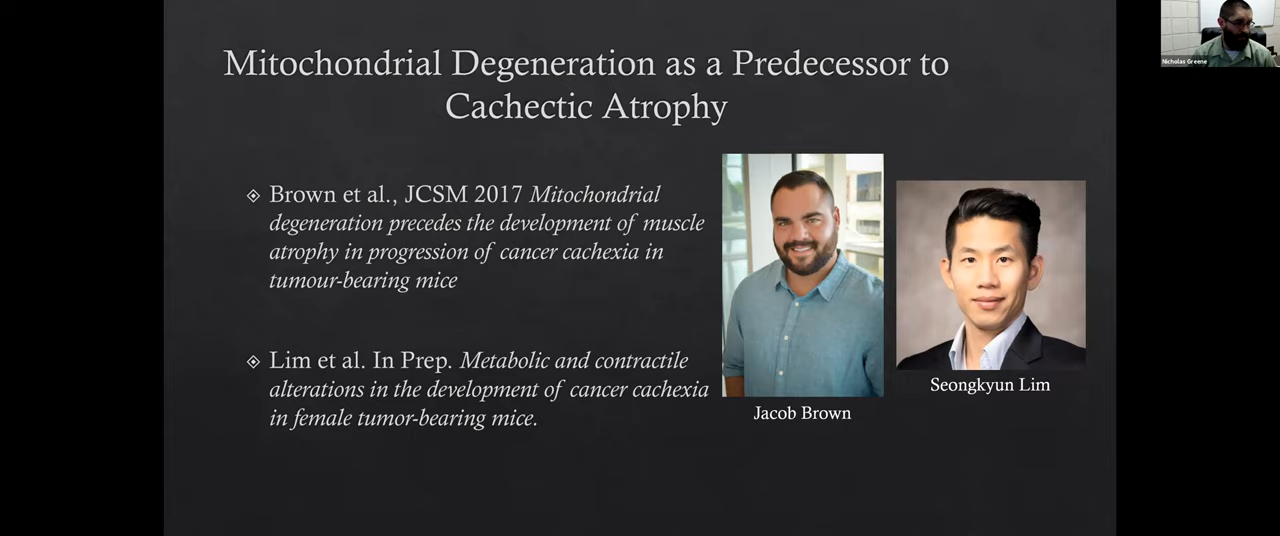 Mitochondrial Degeneration as a Predecessor to
Cachectic Atrophy
Brown et al., JCSM 2017 Mitochondrial
degeneration precedes the development of muscle
atrophy in progression of cancer cachexia in
tumour-bearing mice
Lim et al. In Prep. Metabolic and contractile
alterations in the development of cancer cachexia
in female tumor-bearing mice.
Jacob Brown
Seongkyun Lim
Nicholas Greene